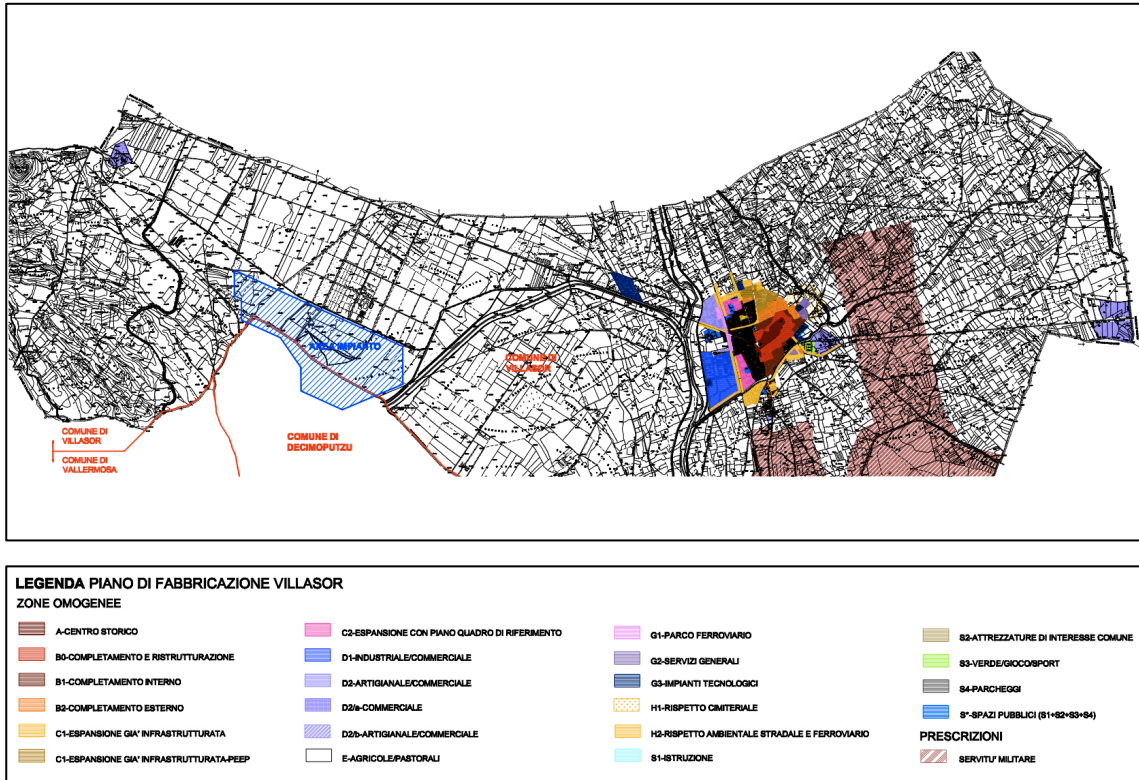 AREA IMPIANTO
COMUNE DI
VILLASOR
COMUNE DI
VILLASOR
COMUNE DI
VALLERMOSA
COMUNE DI
DECIMOPUTZU
LEGENDA PIANO DI FABBRICAZIONE VILLASOR
ZONE OMOGENEE
A-CENTRO STORICO
B0-COMPLETAMENTO E RISTRUTTURAZIONE
B1-COMPLETAMENTO INTERNO
B2-COMPLETAMENTO ESTERNO
C1-ESPANSIONE GIA' INFRASTRUTTURATA
C1-ESPANSIONE GIA' INFRASTRUTTURATA-PEEP
C2-ESPANSIONE CON PIANO QUADRO DI RIFERIMENTO
D1-INDUSTRIALE/COMMERCIALE
D2-ARTIGIANALE/COMMERCIALE
D2/a-COMMERCIALE
D2/b-ARTIGIANALE/COMMERCIALE
E-AGRICOLE/PASTORALI
G1-PARCO FERROVIARIO
G2-SERVIZI GENERALI
G3-IMPIANTI TECNOLOGICI
H1-RISPETTO CIMITERIALE
H2-RISPETTO AMBIENTALE STRADALE E FERROVIARIO
S1-ISTRUZIONE
S2-ATTREZZATURE DI INTERESSE COMUNE
S3-VERDE/GIOCO/SPORT
S4-PARCHEGGI
S*-SPAZI PUBBLICI (S1+S2+S3+S4)
PRESCRIZIONI
SERVITU' MILITARE